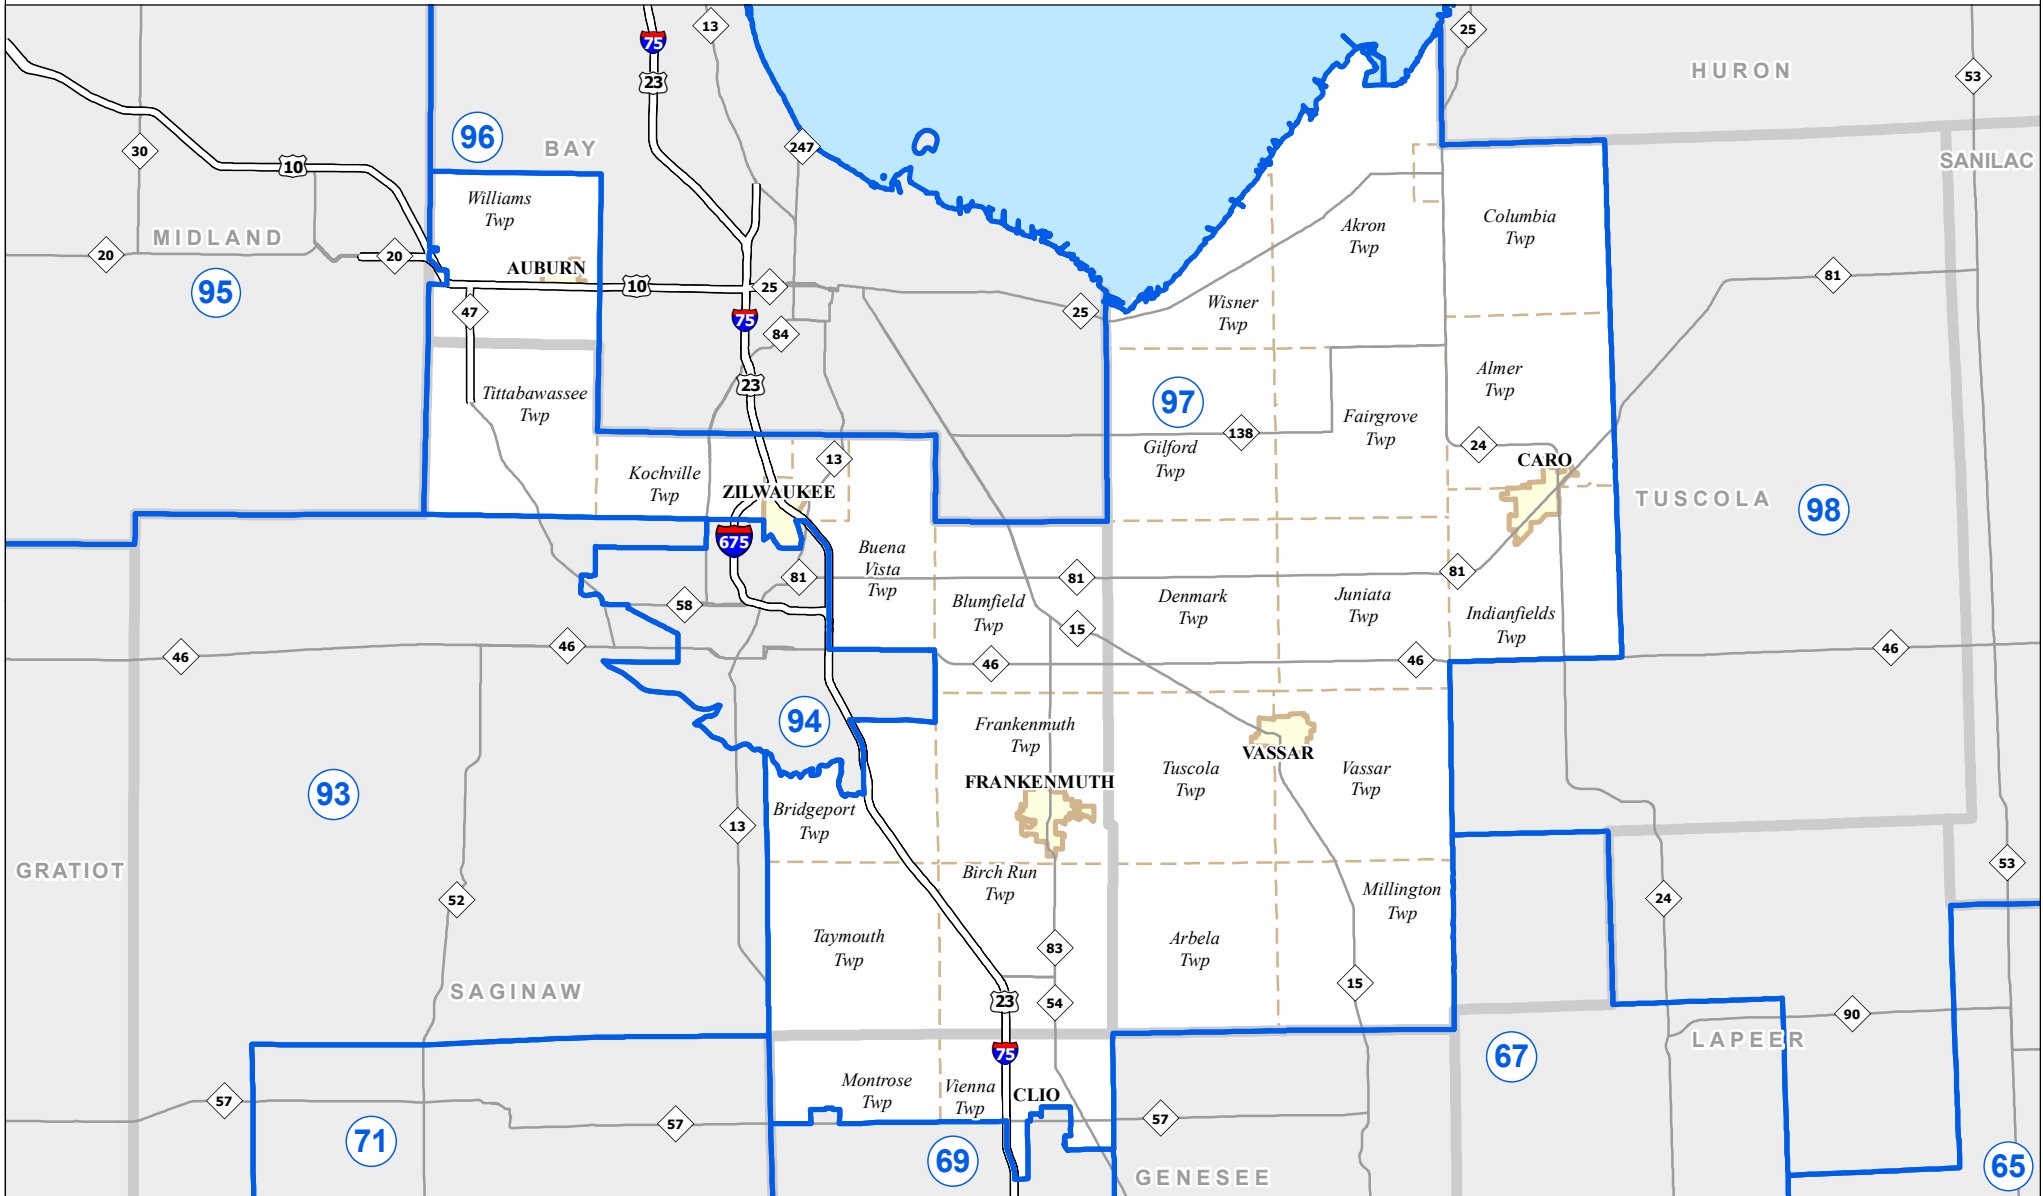 13
25
75
HURON
53
23
96
BAY
247
30
10
SANILAC
Williams
Twp
Columbia
Twp
Akron
Twp
MIDLAND
20
20
AUBURN
81
95
10
25
Wisner
Twp
25
47
75
84
Almer
Twp
23
Tittabawassee
Twp
97
Fairgrove
Twp
138
Gilford
Twp
24
13
CARO
Kochville
Twp
ZILWAUKEE
TUSCOLA
98
675
Buena
Vista
Twp
81
81
81
58
Blumfield
Twp
Denmark
Twp
Juniata
Twp
Indianfields
Twp
15
46
46
46
46
46
94
Frankenmuth
Twp
VASSAR
Tuscola
Twp
Vassar
Twp
FRANKENMUTH
93
Bridgeport
Twp
13
GRATIOT
53
Birch Run
Twp
Millington
Twp
52
24
Taymouth
Twp
Arbela
Twp
83
SAGINAW
15
23
54
90
LAPEER
75
67
Montrose
Twp
Vienna
Twp
CLIO
57
57
57
71
69
GENESEE
65